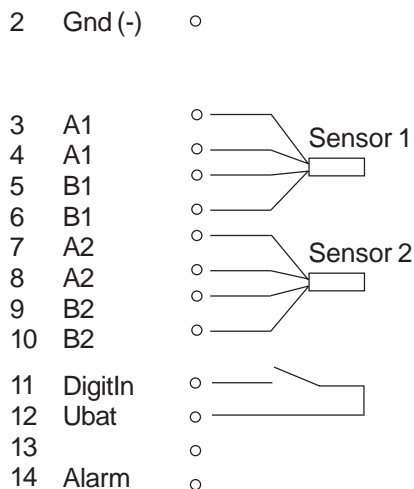 2 Gnd (-)
3 A1
Sensor 1
4 A1
5 B1
6 B1
7 A2
Sensor 2
8 A2
9 B2
10 B2
11 DigitIn
12 Ubat
13
14 Alarm